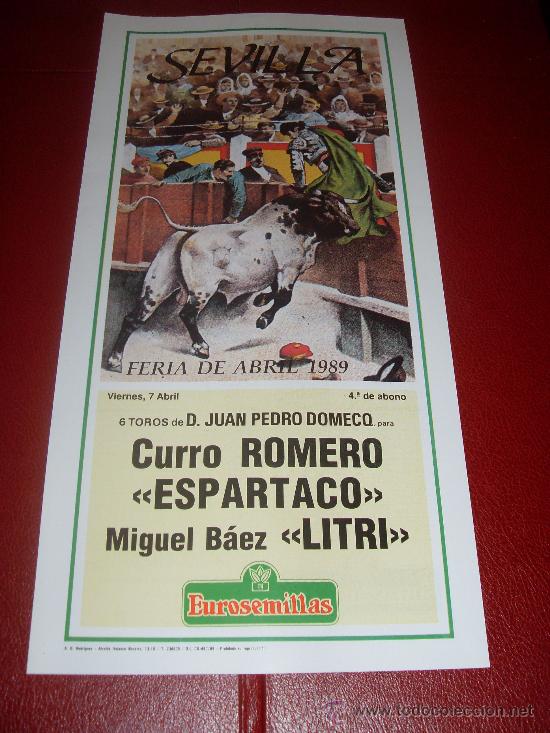 SEVILLA
FERIA DE ABRIL 1989
Viernes, 7 Abril 4.ª de abono
6 TOROS de D. JUAN PEDRO DOMECQ para
Curro ROMERO
«ESPARTACO»
Miguel Báez «LITRI»
Eurosemillas
www.todocoleccion.net